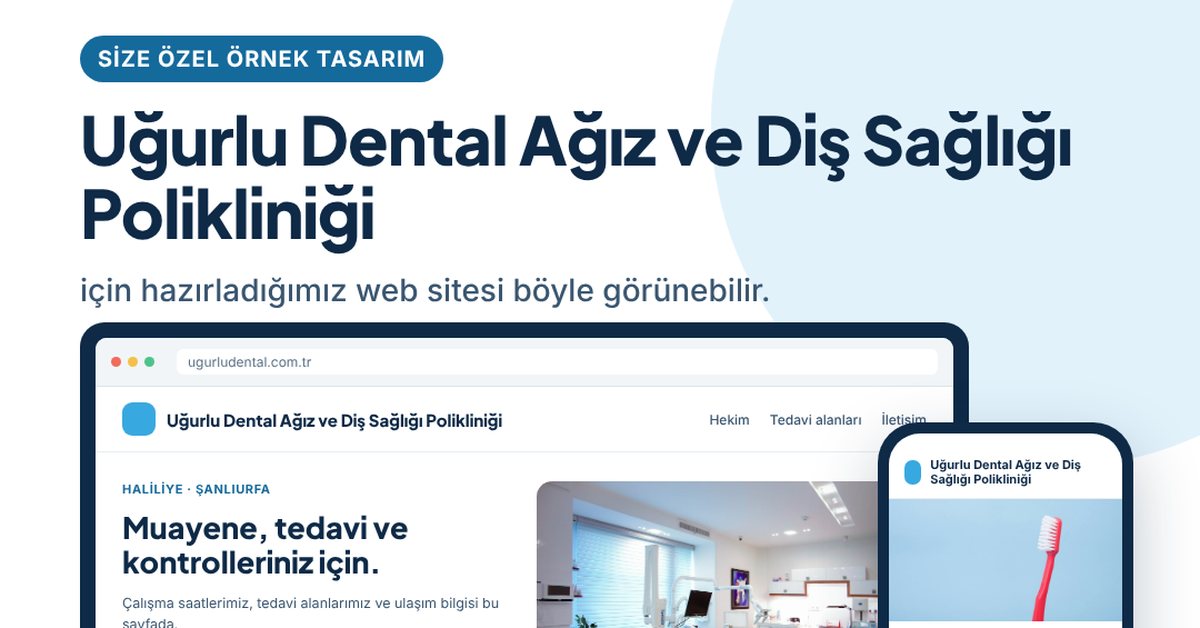 SİZE ÖZEL ÖRNEK TASARIM
Uğurlu Dental Ağız ve Diş Sağlığı
Polikliniği
için hazırladığımız web sitesi böyle görünebilir.
ugurludental.com.tr
Uğurlu Dental Ağız ve Diş Sağlığı Polikliniği
Hekim Tedavi alanları İletişim
HALİLİYE · ŞANLIURFA
Muayene, tedavi ve
kontrolleriniz için.
Çalışma saatlerimiz, tedavi alanlarımız ve ulaşım bilgisi bu
sayfada.
Uğurlu Dental Ağız ve Diş
Sağlığı Polikliniği